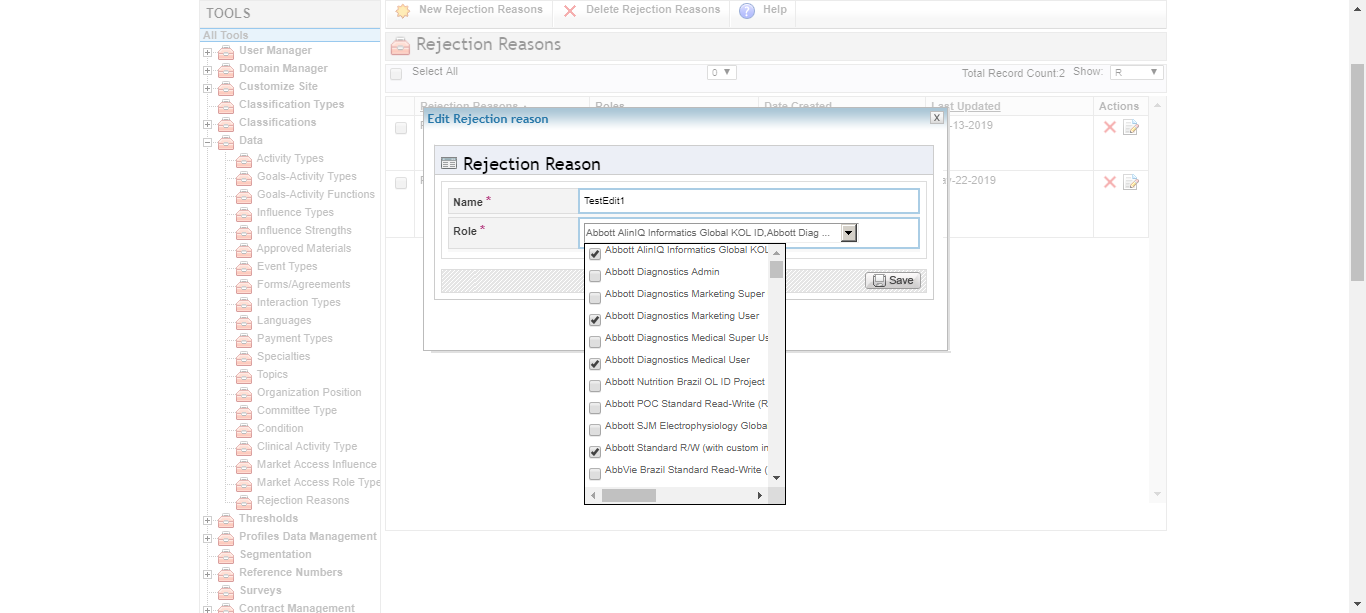 TOOLS
All Tools
User Manager
Domain Manager
Customize Site
Classification Types
Classifications
Data
Activity Types
Goals-Activity Types
Goals-Activity Functions
Influence Types
Influence Strengths
Approved Materials
Event Types
Forms/Agreements
Interaction Types
Languages
Payment Types
Specialties
Topics
Organization Position
Committee Type
Condition
Clinical Activity Type
Market Access Influence
Market Access Role Type
Rejection Reasons
Thresholds
Profiles Data Management
Segmentation
Reference Numbers
Surveys
Contract Management
New Rejection Reasons Delete Rejection Reasons ? Help
Rejection Reasons
Select All 0 Total Record Count:2 Show: R
Rejection Reasons Roles Date Created Last Updated Actions
-13-2019
-22-2019
Edit Rejection reason X
Rejection Reason
Name * TestEdit1
Role * Abbott AlinIQ Informatics Global KOL ID,Abbott Diag ...
Abbott AlinIQ Informatics Global KOL
Abbott Diagnostics Admin
Abbott Diagnostics Marketing Super
Abbott Diagnostics Marketing User
Abbott Diagnostics Medical Super Us
Abbott Diagnostics Medical User
Abbott Nutrition Brazil OL ID Project
Abbott POC Standard Read-Write (R
Abbott SJM Electrophysiology Globa
Abbott Standard R/W (with custom in
AbbVie Brazil Standard Read-Write (
Save